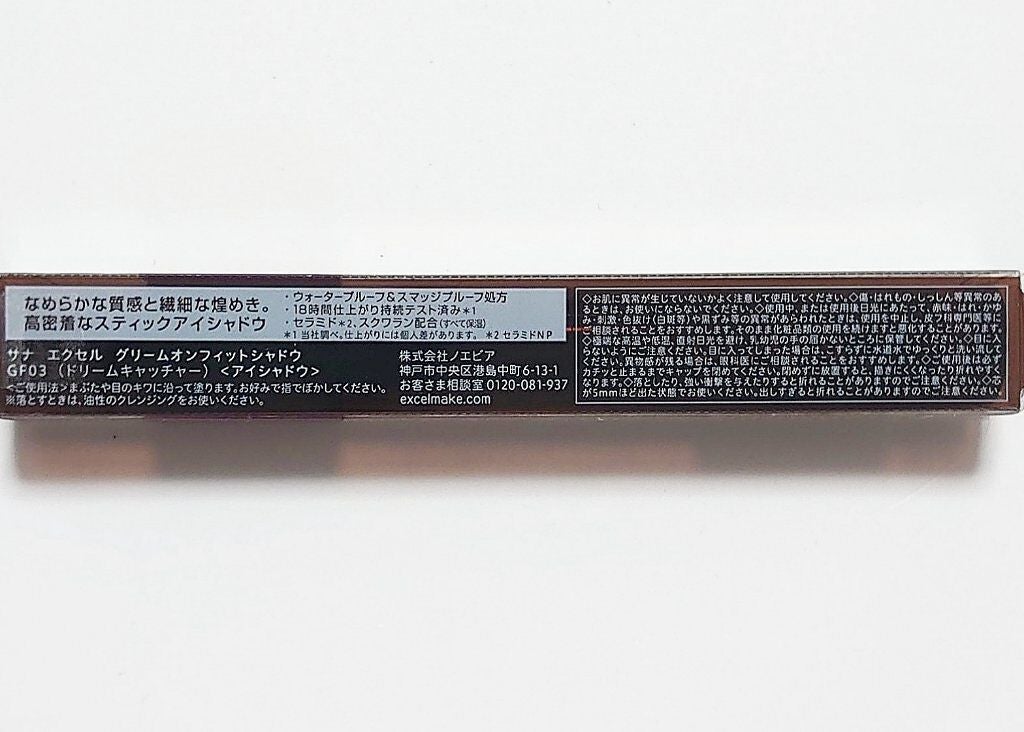 なめらかな質感と繊細な煌めき。
高密着なスティックアイシャドウ
・ウォータープルーフ&スマッジプルーフ処方
・18時間仕上がり持続テスト済み*1
・セラミド*2、スクワラン配合(すべて保湿)
*1 当社調べ。仕上がりには個人差があります。 *2 セラミドNP
サナ エクセル グリームオンフィットシャドウ
GF03 (ドリームキャッチャー) <アイシャドウ>
<ご使用法>まぶたや目のキワに沿って塗ります。お好みで指でぼかしてください。
※落とすときは、油性のクレンジングをお使いください。
株式会社ノエビア
神戸市中央区港島中町6-13-1
お客さま相談室 0120-081-937
excelmake.com
◇お肌に異常が生じていないかよく注意して使用してください。◇傷・はれもの・しっしん等異常のあ
るときは、お使いにならないでください。◇使用中、または使用後日光にあたって、赤味・はれ・かゆ
み・刺激・色抜け(白斑等)や黒ずみ等の異常があらわれたときは、使用を中止し、皮フ科専門医等に
ご相談されることをおすすめします。そのまま化粧品類の使用を続けますと悪化することがあります。
◇極端な高温や低温、直射日光を避け、乳幼児の手の届かないところに保管してください。◇目に入
らないようにご注意ください。目に入ってしまった場合は、こすらずに水道水でゆっくりと洗い流して
ください。異物感が残る場合は、眼科医にご相談されることをおすすめします。◇使用後は必ず
カチッと止まるまでキャップを閉めてください。閉めずに放置すると、描きにくくなったり折れやすく
なります。◇落としたり、強い衝撃を与えたりすると折れることがありますのでご注意ください。◇芯
が5mmほど出た状態でお使いください。出しすぎると折れることがありますのでご注意ください。